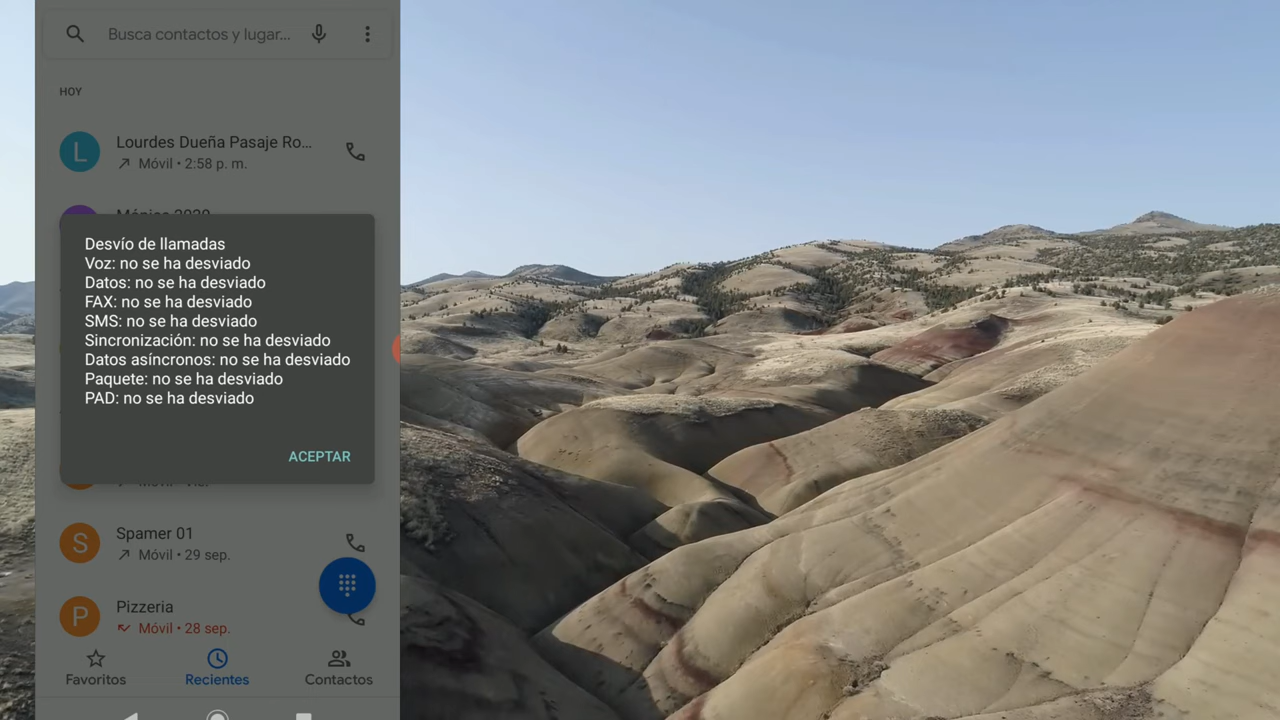 Busca contactos y lugar...
HOY
Lourdes Dueña Pasaje Ro...
Móvil • 2:58 p. m.
Desvío de llamadas
Voz: no se ha desviado
Datos: no se ha desviado
FAX: no se ha desviado
SMS: no se ha desviado
Sincronización: no se ha desviado
Datos asíncronos: no se ha desviado
Paquete: no se ha desviado
PAD: no se ha desviado
ACEPTAR
S
Spamer 01
Móvil • 29 sep.
P
Pizzeria
Móvil • 28 sep.
Favoritos
Recientes
Contactos